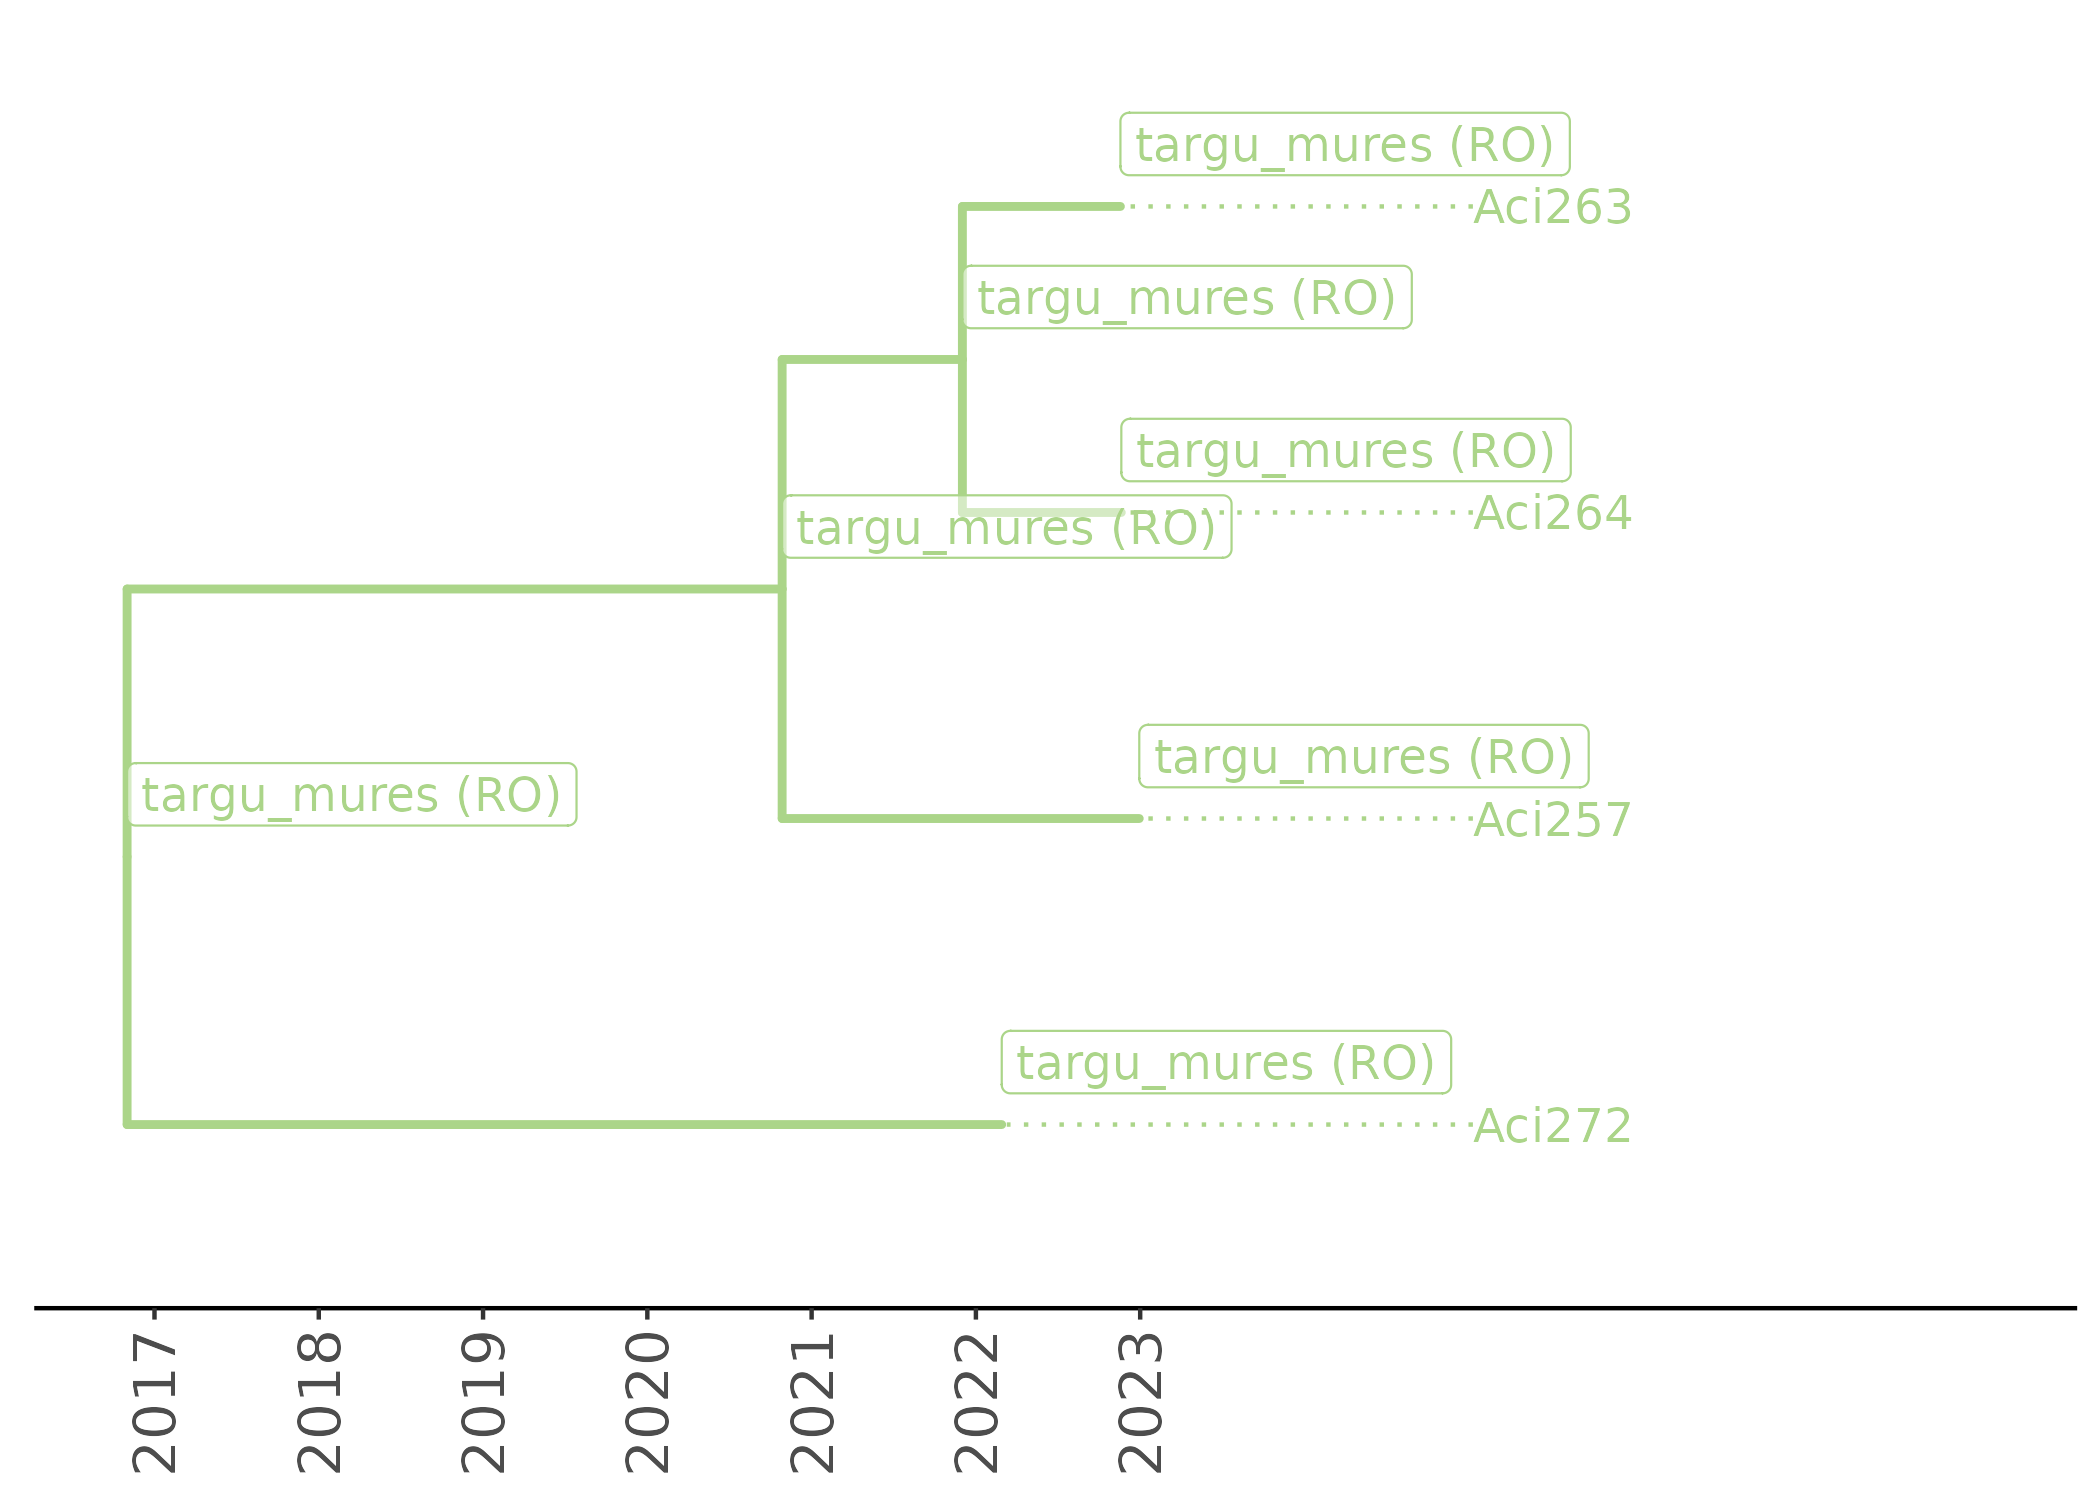 targu_mures (RO)
Aci263
targu_mures (RO)
targu_mures (RO)
Aci264
targu_mures (RO)
targu_mures (RO)
Aci257
targu_mures (RO)
targu_mures (RO)
Aci272
2017
2018
2019
2020
2021
2022
2023